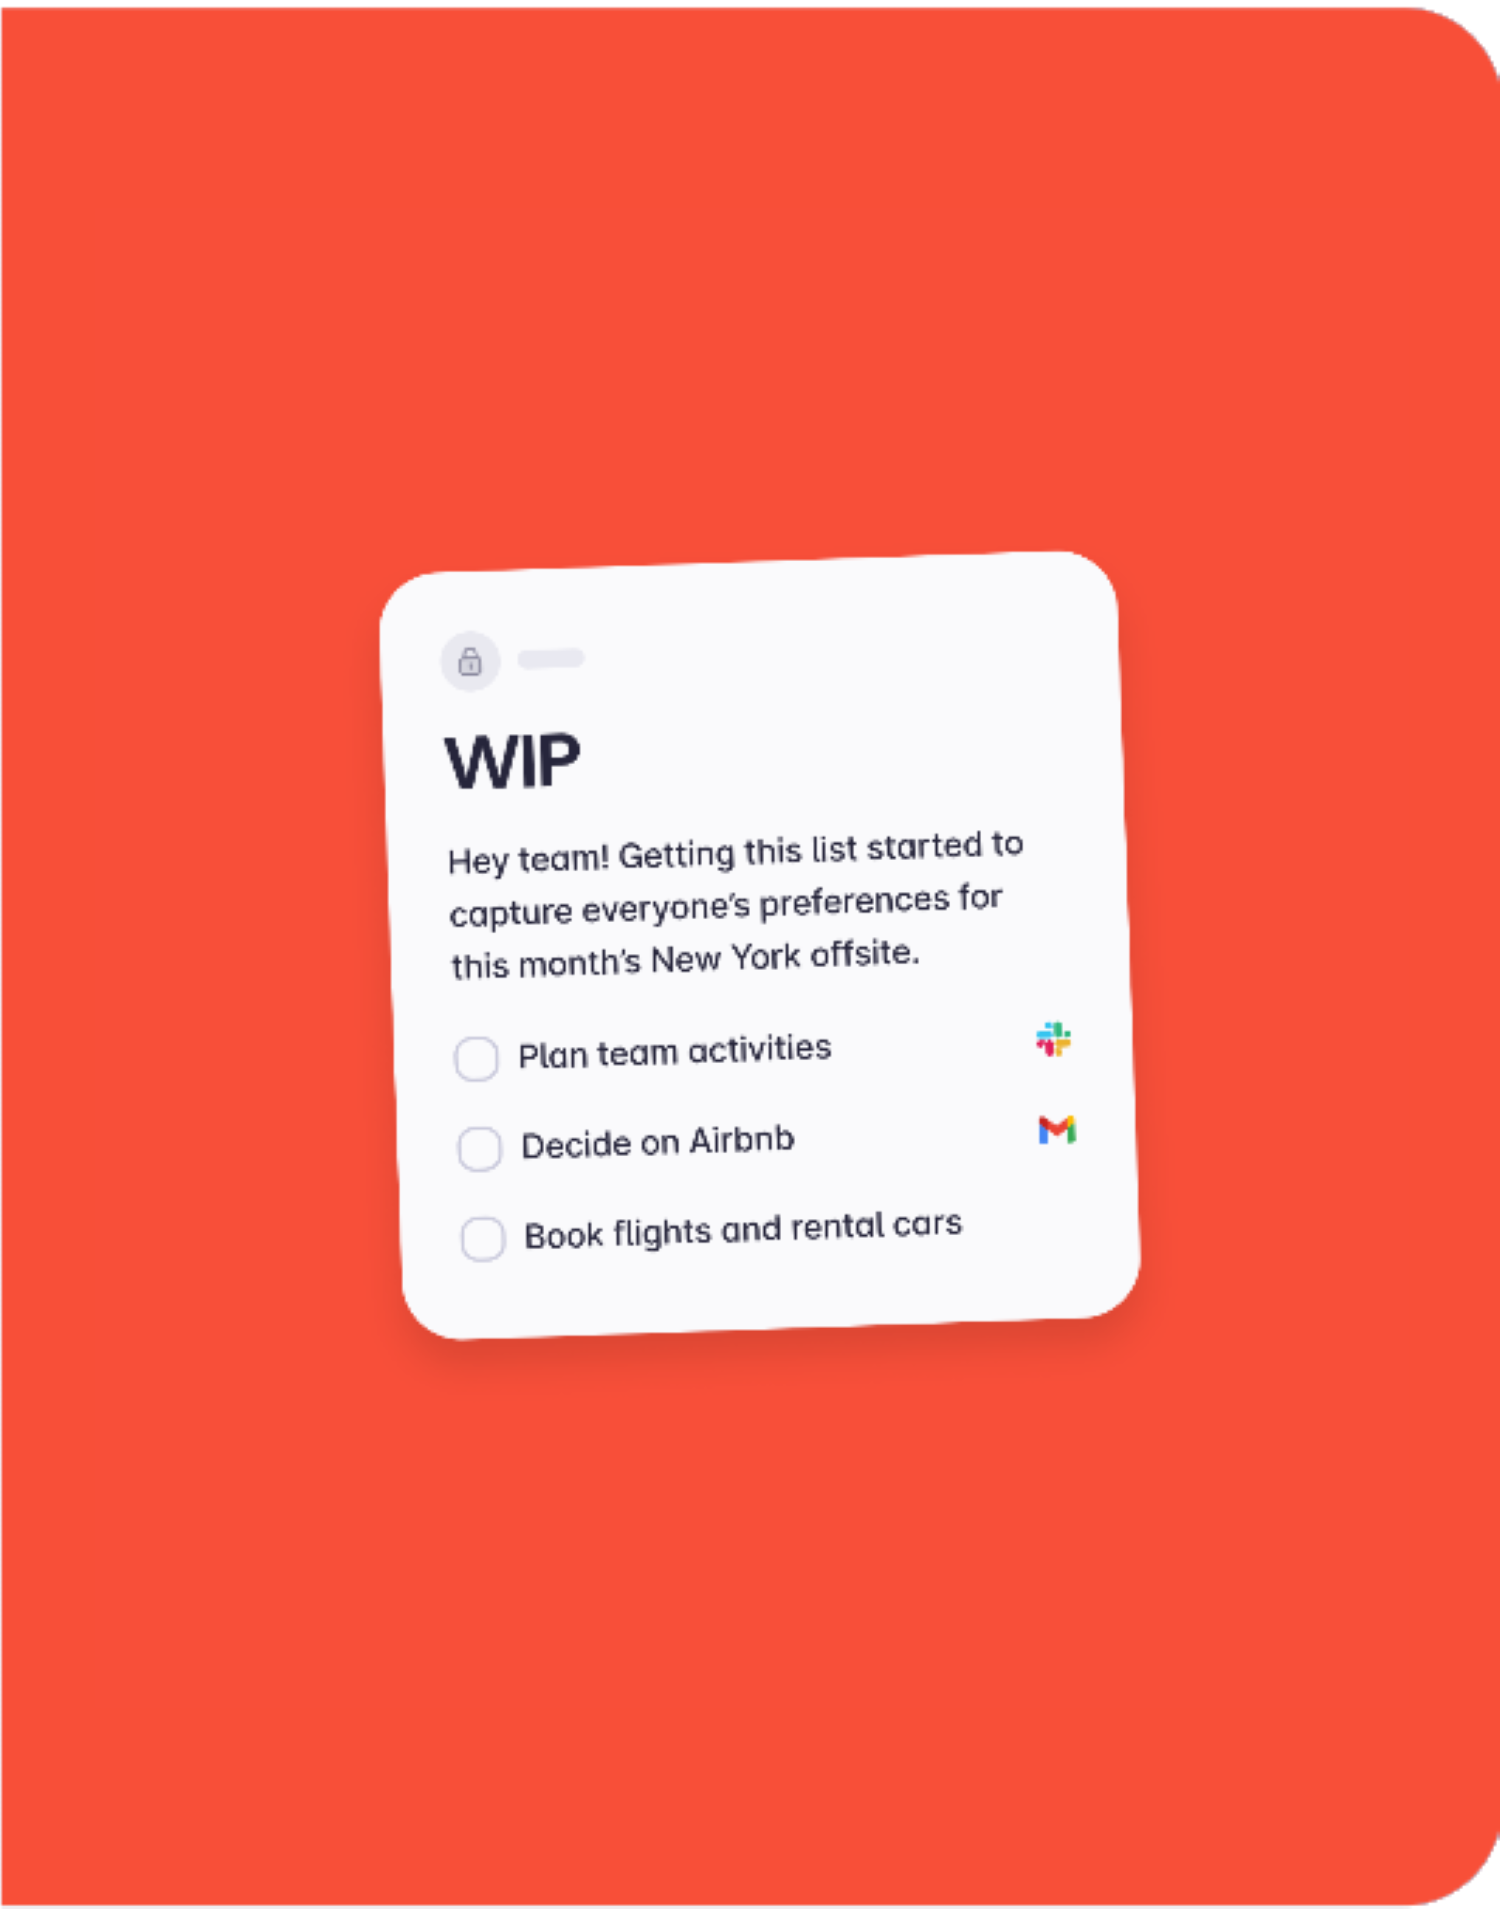 WIP
Hey team! Getting this list started to
capture everyone’s preferences for
this month’s New York offsite.
Plan team activities
Decide on Airbnb
Book flights and rental cars